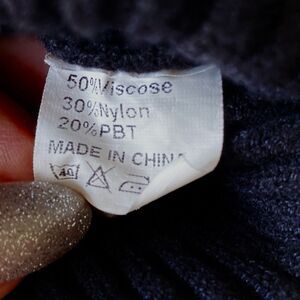 50%Viscose
30%Nylon
20%PBT
MADE IN CHINA
40